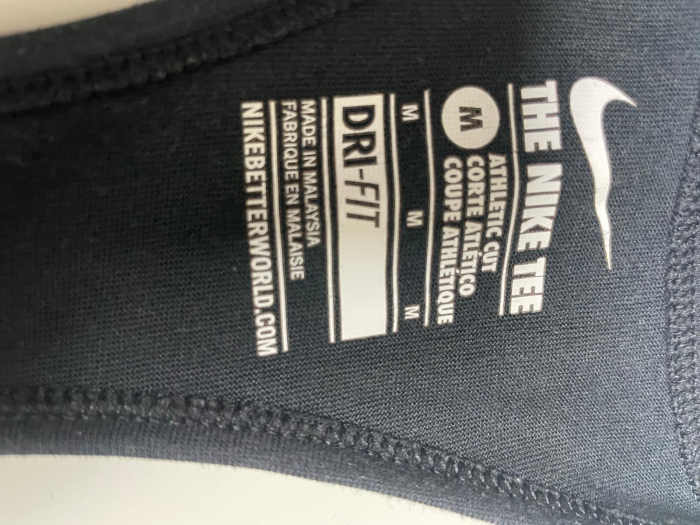 THE NIKE TEE
M
ATHLETIC CUT
CORTE ATLÉTICO
COUPE ATHLÉTIQUE
M M M
DRI-FIT
MADE IN MALAYSIA
FABRIQUE EN MALAISIE
NIKEBETTERWORLD.COM